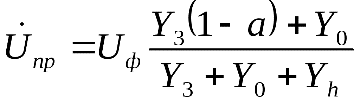 U̇пр = Uф (Y3(1 − a) + Y0) / (Y3 + Y0 + Yh)